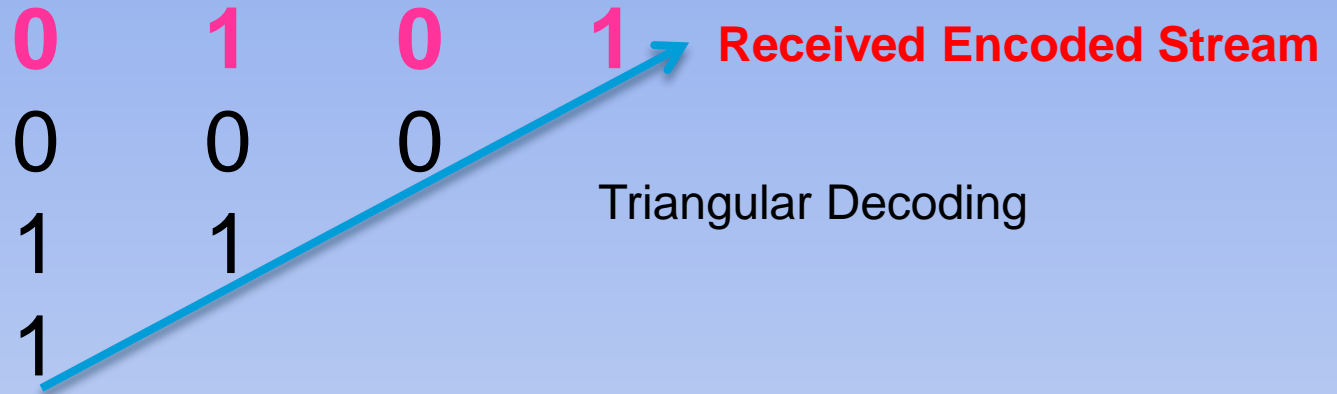 0 1 0 1 Received Encoded Stream
0 0 0
Triangular Decoding
1 1
1